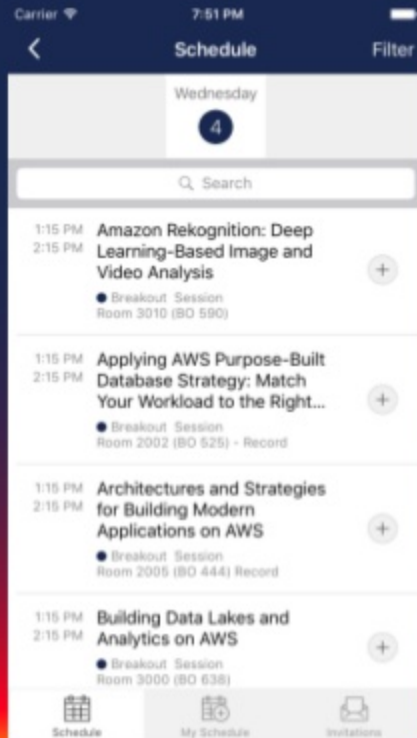 Carrier 7:51 PM
Schedule Filter
Wednesday
4
Search
1:15 PM Amazon Rekognition: Deep
2:15 PM Learning-Based Image and
Video Analysis
Breakout Session
Room 3010 (BO 590)
1:15 PM Applying AWS Purpose-Built
2:15 PM Database Strategy: Match
Your Workload to the Right...
Breakout Session
Room 2002 (BO 525) - Record
1:15 PM Architectures and Strategies
2:15 PM for Building Modern
Applications on AWS
Breakout Session
Room 2005 (BO 444) Record
1:15 PM Building Data Lakes and
2:15 PM Analytics on AWS
Breakout Session
Room 3000 (BO 638)
Schedule My Schedule Invitations